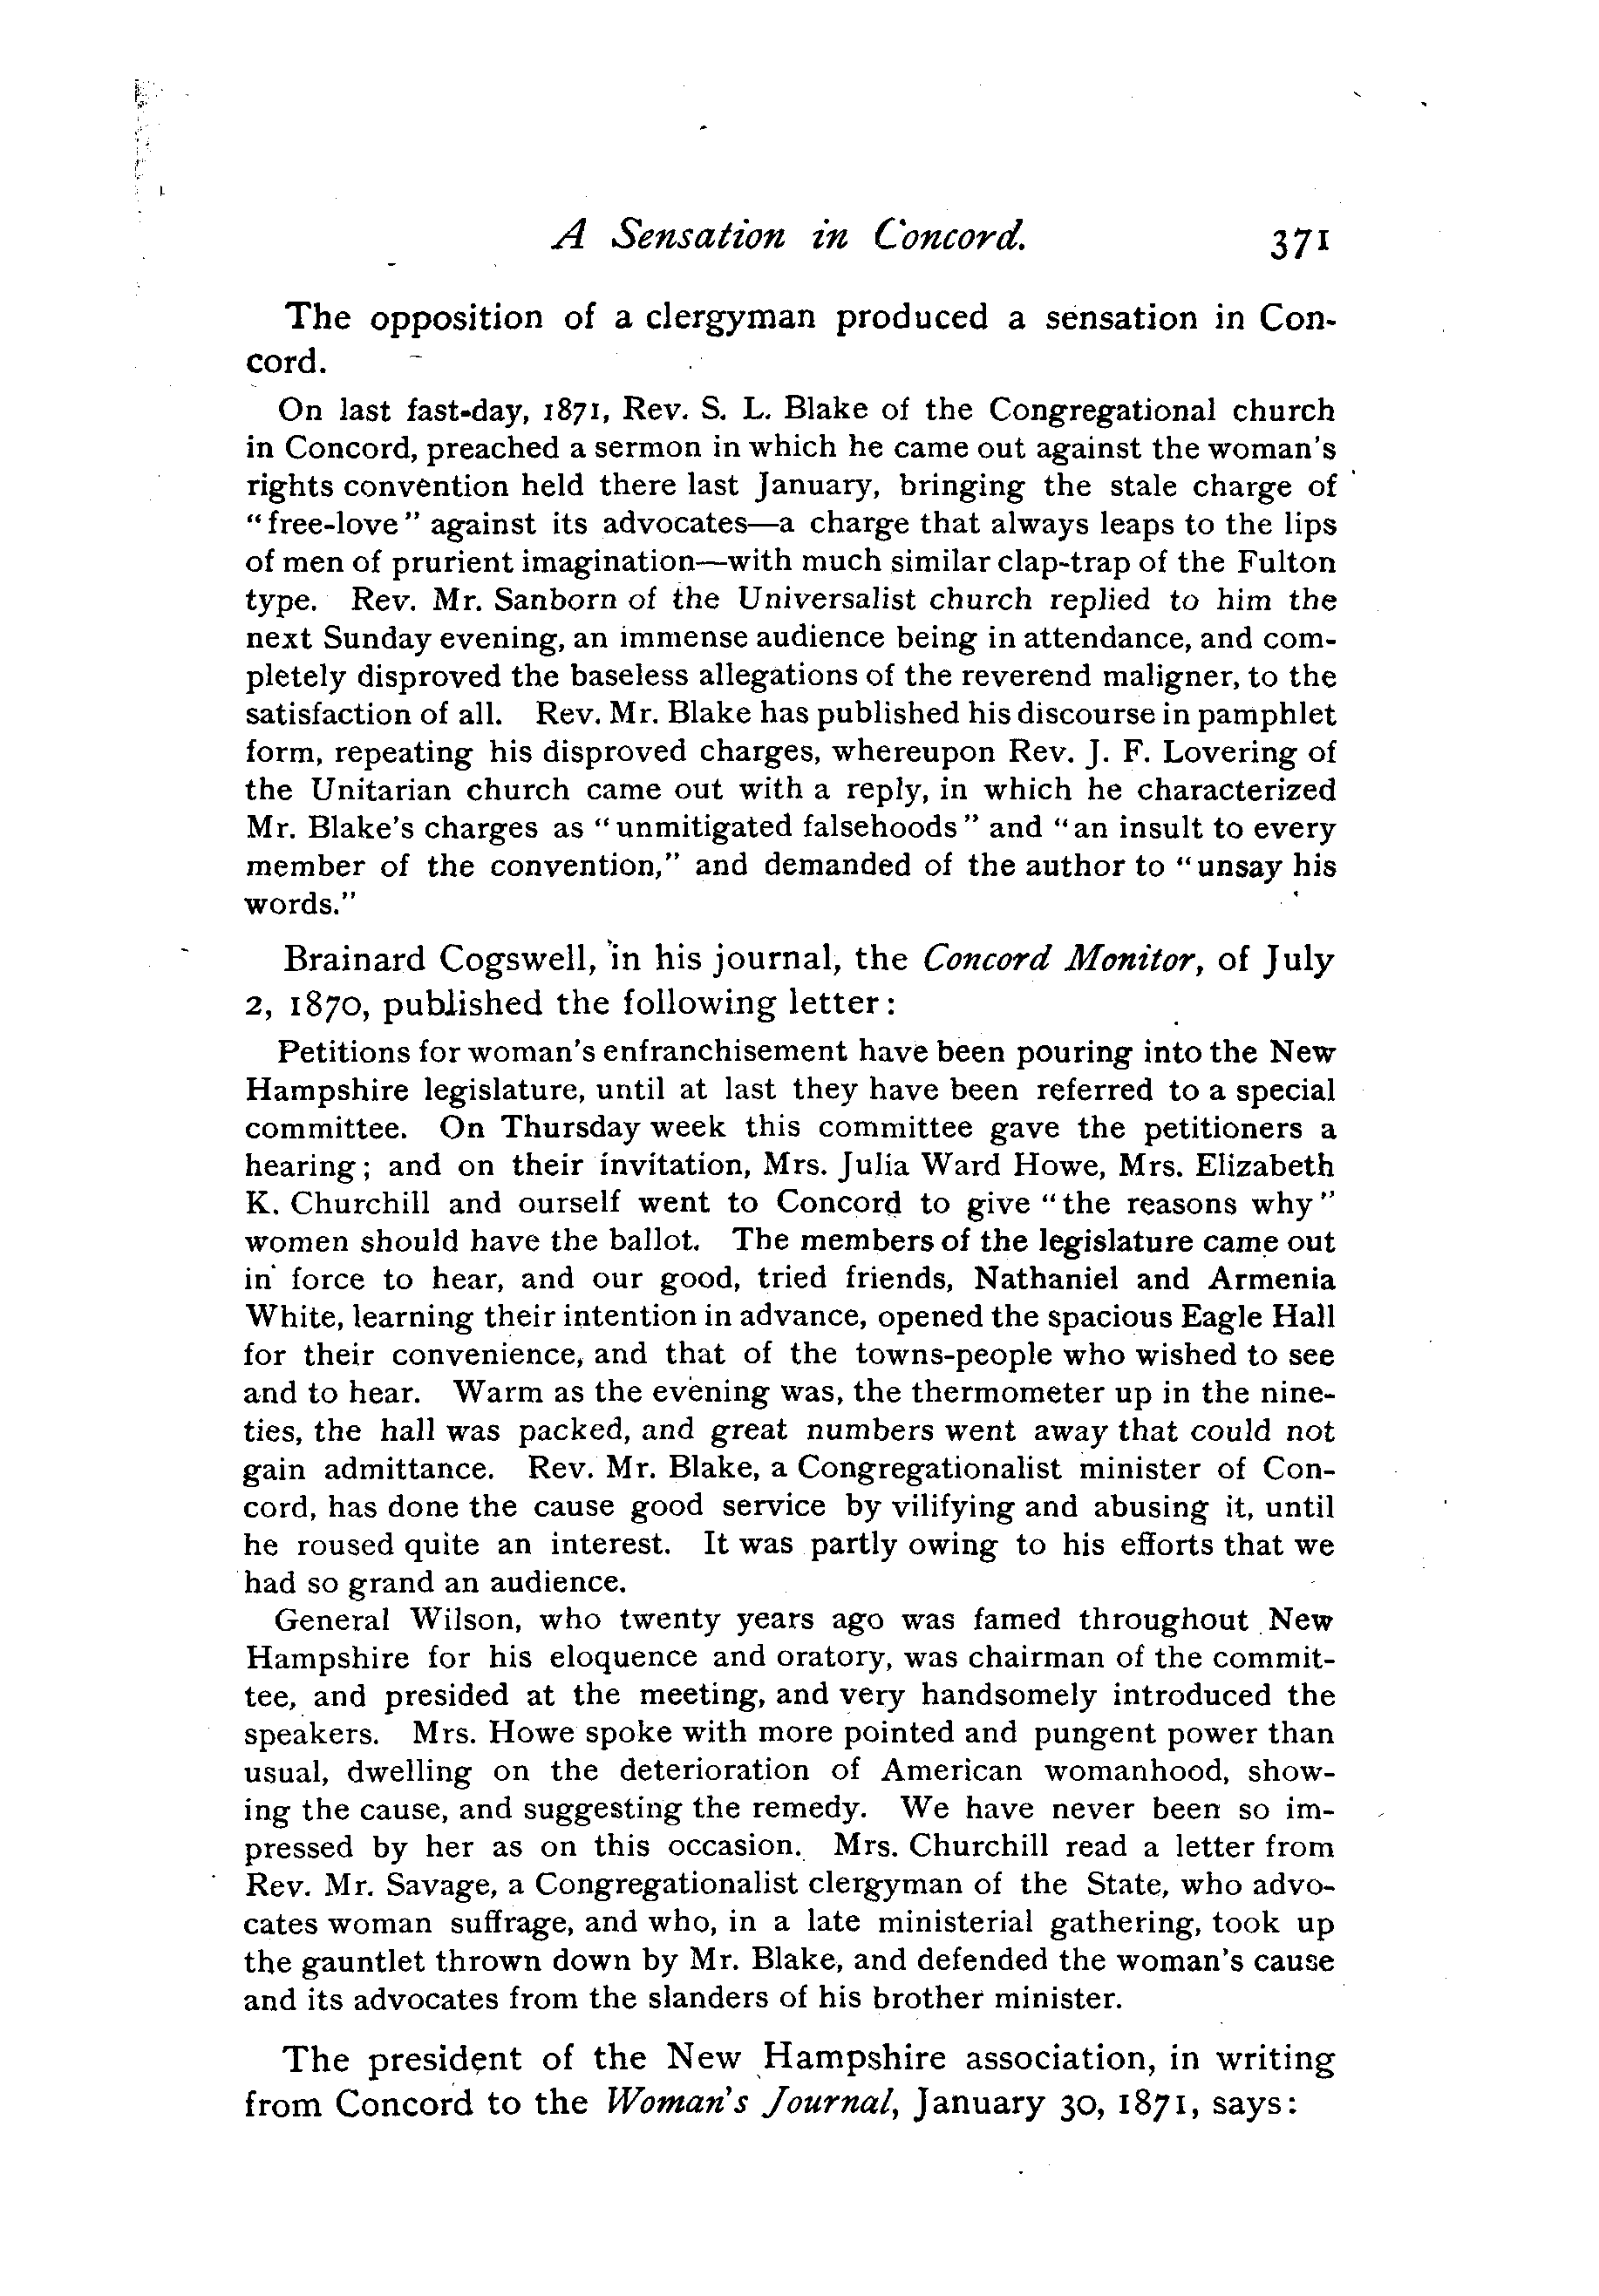 A Sensation in Concord. 371
The opposition of a clergyman produced a sensation in Con-
cord.
On last fast-day, 1871, Rev. S. L. Blake of the Congregational church
in Concord, preached a sermon in which he came out against the woman's
rights convention held there last January, bringing the stale charge of
"free-love" against its advocates—a charge that always leaps to the lips
of men of prurient imagination—with much similar clap-trap of the Fulton
type. Rev. Mr. Sanborn of the Universalist church replied to him the
next Sunday evening, an immense audience being in attendance, and com-
pletely disproved the baseless allegations of the reverend maligner, to the
satisfaction of all. Rev. Mr. Blake has published his discourse in pamphlet
form, repeating his disproved charges, whereupon Rev. J. F. Lovering of
the Unitarian church came out with a reply, in which he characterized
Mr. Blake's charges as "unmitigated falsehoods" and "an insult to every
member of the convention," and demanded of the author to "unsay his
words."
Brainard Cogswell, in his journal, the Concord Monitor, of July
2, 1870, published the following letter:
Petitions for woman's enfranchisement have been pouring into the New
Hampshire legislature, until at last they have been referred to a special
committee. On Thursday week this committee gave the petitioners a
hearing; and on their invitation, Mrs. Julia Ward Howe, Mrs. Elizabeth
K. Churchill and ourself went to Concord to give "the reasons why"
women should have the ballot. The members of the legislature came out
in force to hear, and our good, tried friends, Nathaniel and Armenia
White, learning their intention in advance, opened the spacious Eagle Hall
for their convenience, and that of the towns-people who wished to see
and to hear. Warm as the evening was, the thermometer up in the nine-
ties, the hall was packed, and great numbers went away that could not
gain admittance. Rev. Mr. Blake, a Congregationalist minister of Con-
cord, has done the cause good service by vilifying and abusing it, until
he roused quite an interest. It was partly owing to his efforts that we
had so grand an audience.
General Wilson, who twenty years ago was famed throughout New
Hampshire for his eloquence and oratory, was chairman of the commit-
tee, and presided at the meeting, and very handsomely introduced the
speakers. Mrs. Howe spoke with more pointed and pungent power than
usual, dwelling on the deterioration of American womanhood, show-
ing the cause, and suggesting the remedy. We have never been so im-
pressed by her as on this occasion. Mrs. Churchill read a letter from
Rev. Mr. Savage, a Congregationalist clergyman of the State, who advo-
cates woman suffrage, and who, in a late ministerial gathering, took up
the gauntlet thrown down by Mr. Blake, and defended the woman's cause
and its advocates from the slanders of his brother minister.
The president of the New Hampshire association, in writing
from Concord to the Woman's Journal, January 30, 1871, says: